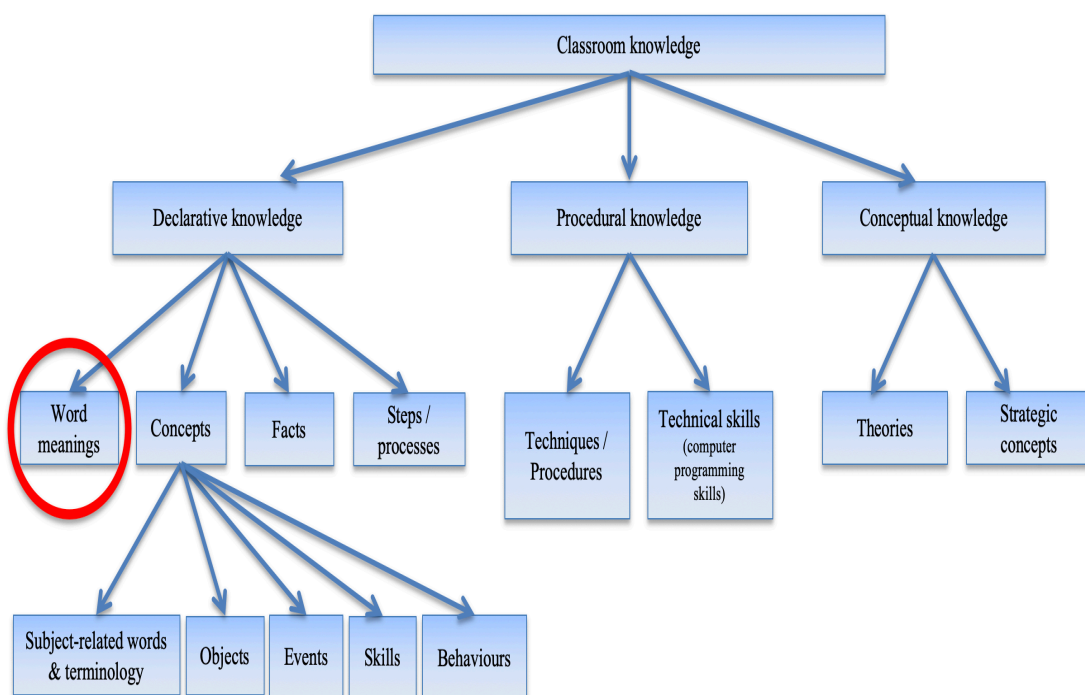 Classroom knowledge
Declarative knowledge
Procedural knowledge
Conceptual knowledge
Word
meanings
Concepts
Facts
Steps /
processes
Techniques /
Procedures
Technical skills
(computer
programming
skills)
Theories
Strategic
concepts
Subject-related words
& terminology
Objects
Events
Skills
Behaviours